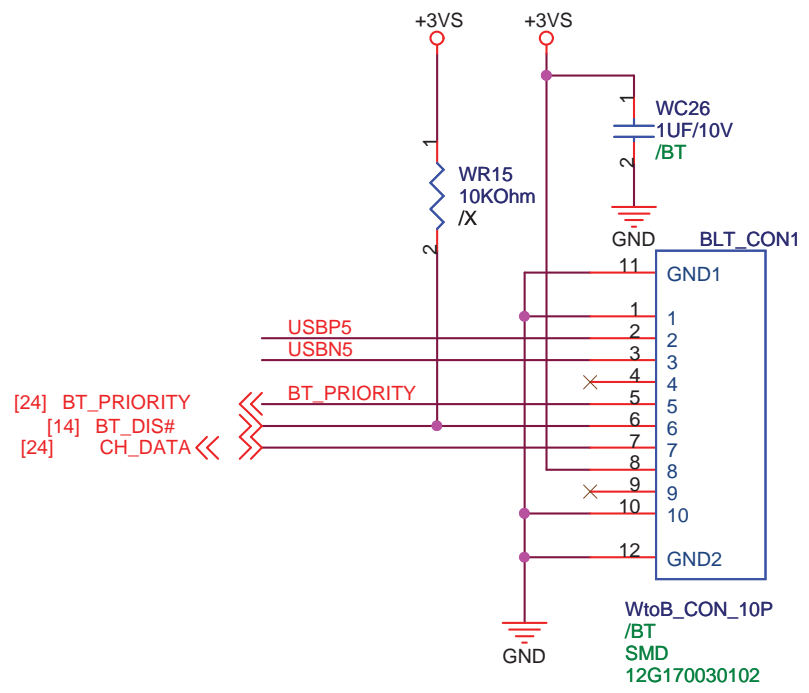 +3VS
+3VS
1
WC26
1UF/10V
/BT
2
GND
1
WR15
10KOhm
/X
2
BLT_CON1
11
GND1
1
1
USBP5
2
2
USBN5
3
3
4
4
[24] BT_PRIORITY
BT_PRIORITY
5
5
[14] BT_DIS#
6
6
[24] CH_DATA
7
7
8
8
9
9
10
10
12
GND2
GND
WtoB_CON_10P
/BT
SMD
12G170030102